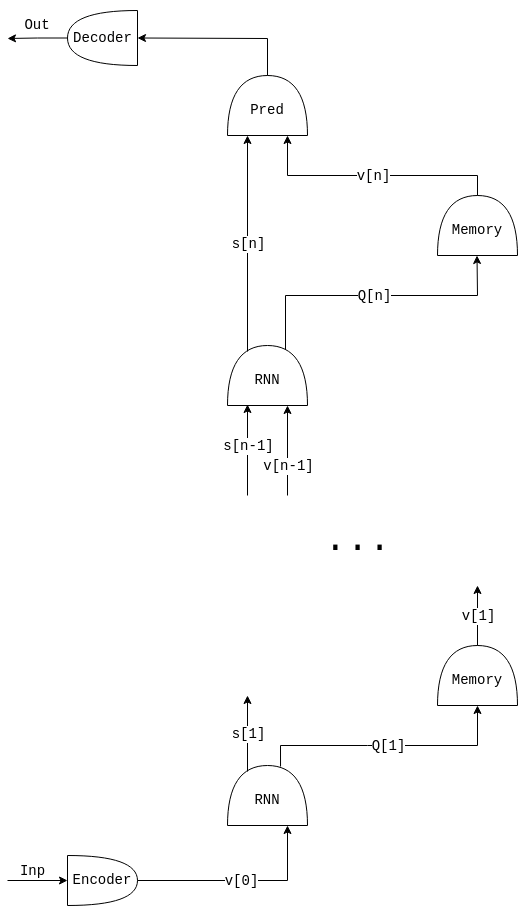 Out
Decoder
Pred
v[n]
Memory
s[n]
Q[n]
RNN
s[n-1]
v[n-1]
...
v[1]
Memory
s[1]
Q[1]
RNN
Inp
Encoder
v[0]